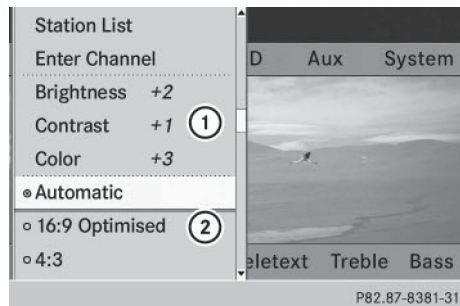 Station List
Enter Channel
D Aux System
Brightness +2
Contrast +1
1
Color +3
Automatic
16:9 Optimised
2
4:3
eletext Treble Bass
P82.87-8381-31